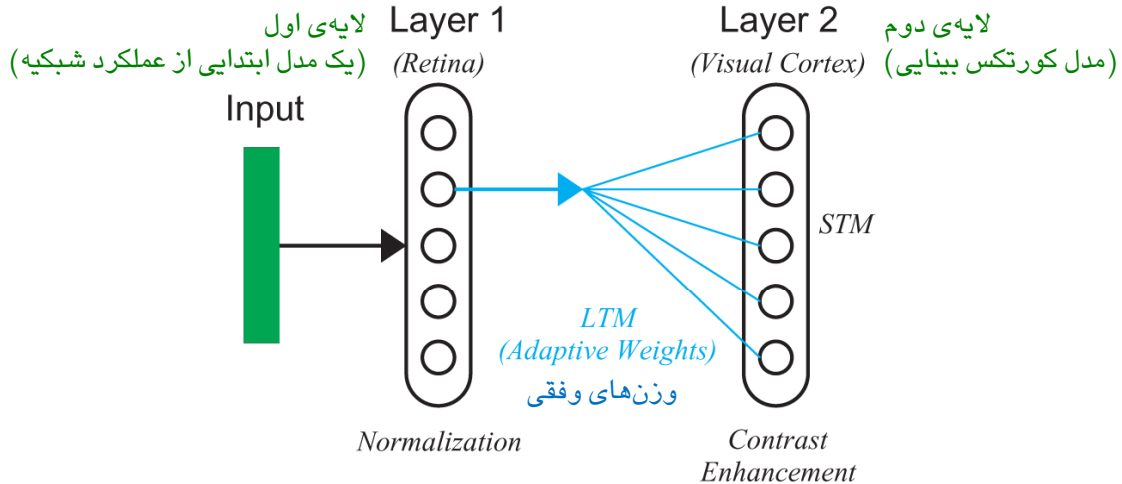 لایه‌ی اول
(یک مدل ابتدایی از عملکرد شبکیه)
Layer 1
(Retina)
Layer 2
(Visual Cortex)
لایه‌ی دوم
(مدل کورتکس بینایی)
Input
STM
LTM
(Adaptive Weights)
وزن‌های وفقی
Normalization
Contrast
Enhancement